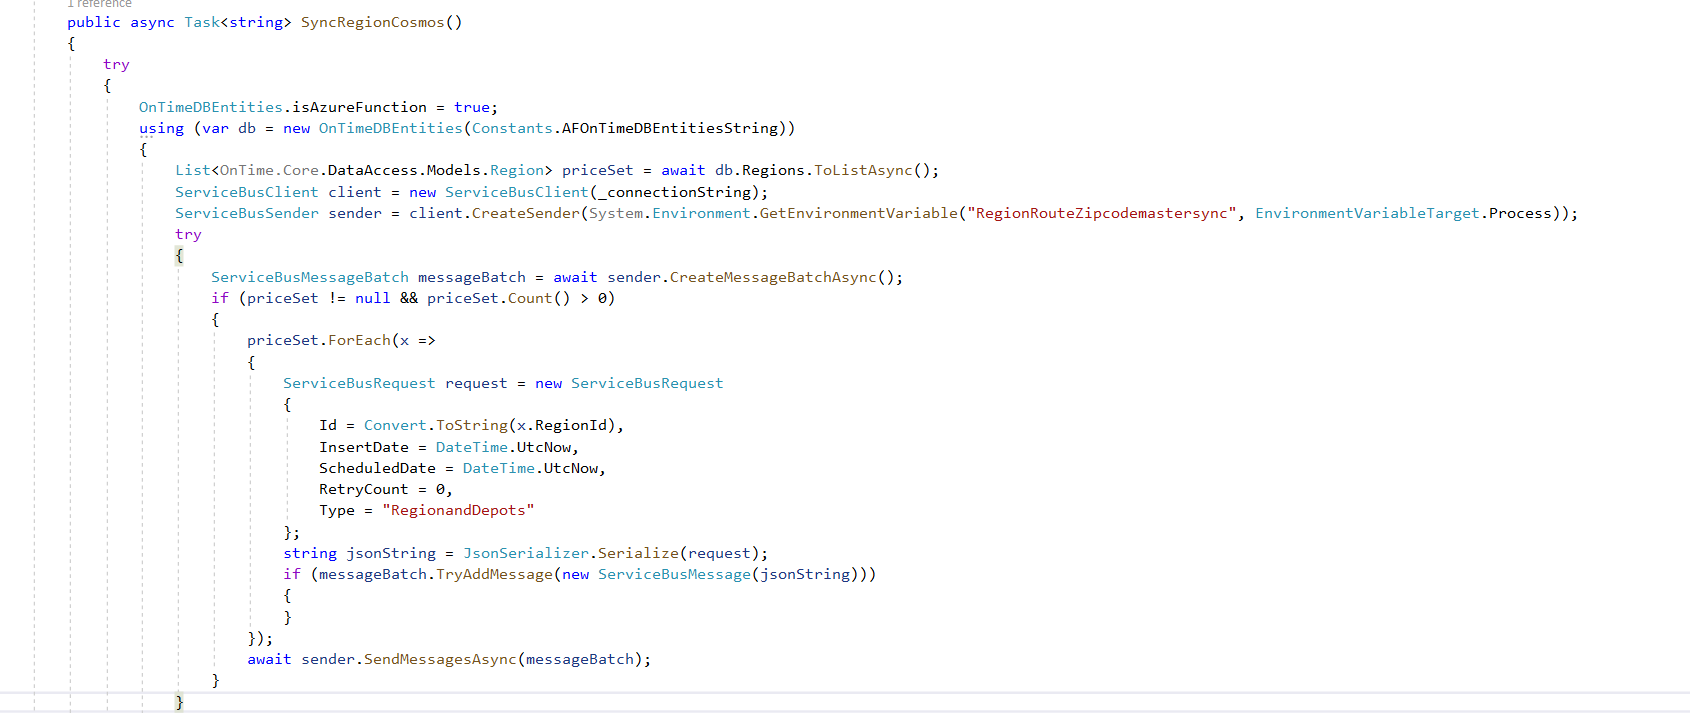 1 reference
public async Task<string> SyncRegionCosmos()
{
try
{
OnTimeDBEntities.isAzureFunction = true;
using (var db = new OnTimeDBEntities(Constants.AFOnTimeDBEntitiesString))
{
List<OnTime.Core.DataAccess.Models.Region> priceSet = await db.Regions.ToListAsync();
ServiceBusClient client = new ServiceBusClient(_connectionString);
ServiceBusSender sender = client.CreateSender(System.Environment.GetEnvironmentVariable("RegionRouteZipcodemastersync", EnvironmentVariableTarget.Process));
try
{
ServiceBusMessageBatch messageBatch = await sender.CreateMessageBatchAsync();
if (priceSet != null && priceSet.Count() > 0)
{
priceSet.ForEach(x =>
{
ServiceBusRequest request = new ServiceBusRequest
{
Id = Convert.ToString(x.RegionId),
InsertDate = DateTime.UtcNow,
ScheduledDate = DateTime.UtcNow,
RetryCount = 0,
Type = "RegionandDepots"
};
string jsonString = JsonSerializer.Serialize(request);
if (messageBatch.TryAddMessage(new ServiceBusMessage(jsonString)))
{
}
});
await sender.SendMessagesAsync(messageBatch);
}
}